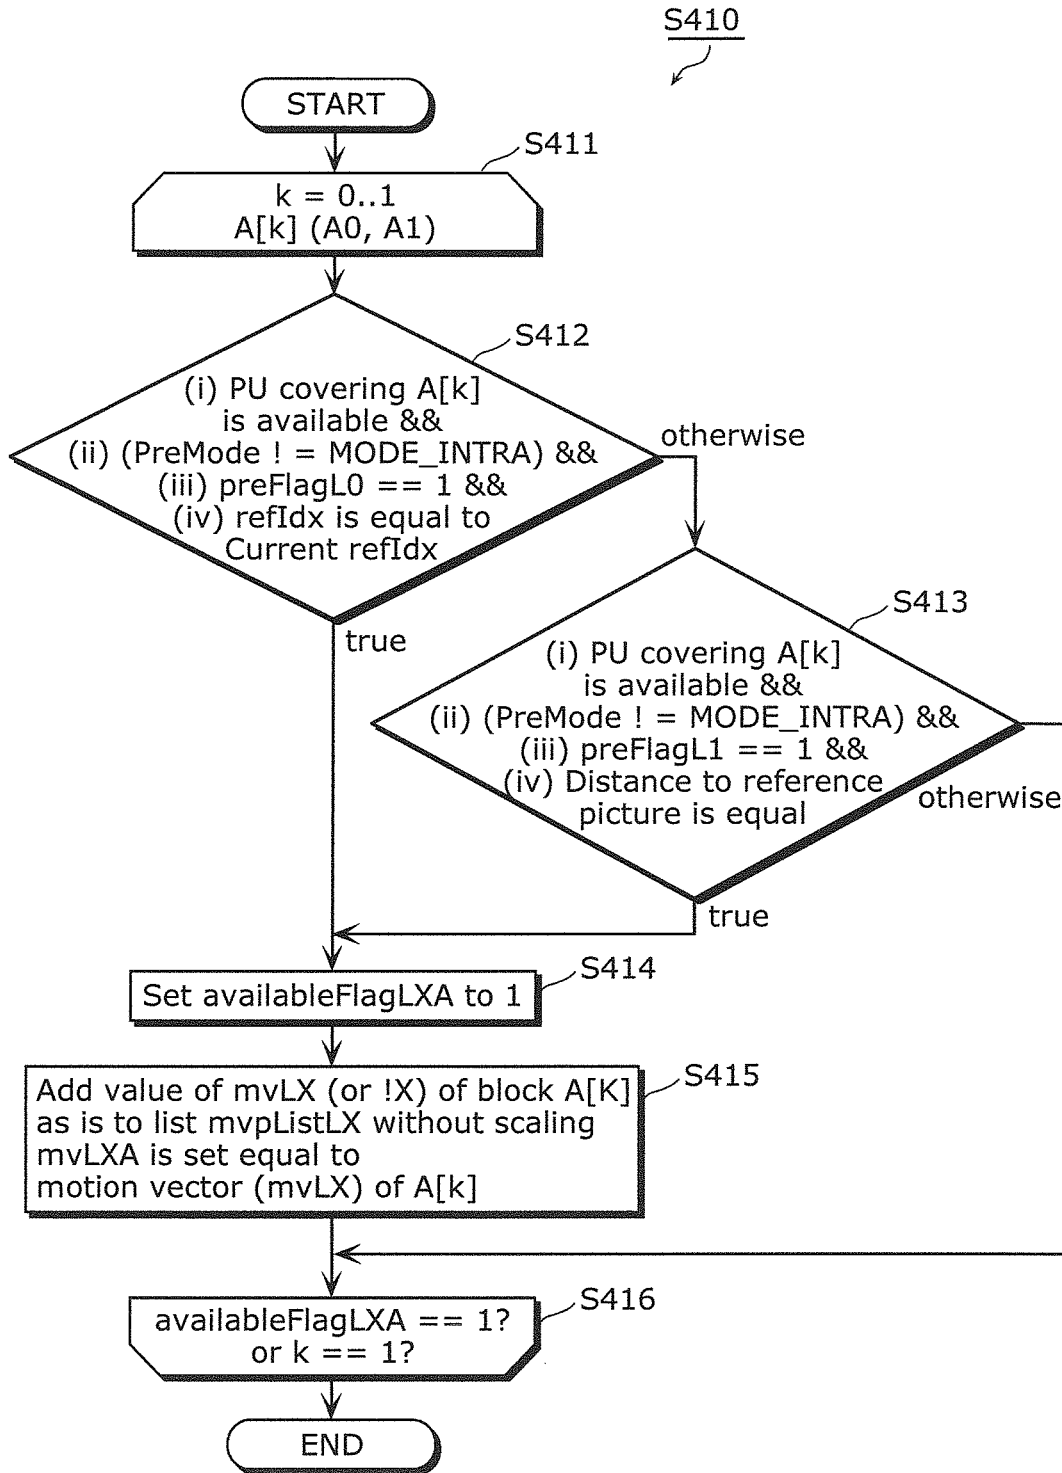 S410
START
S411
k = 0..1
A[k] (A0, A1)
S412
(i) PU covering A[k]
is available &&
(ii) (PreMode ! = MODE_INTRA) &&
(iii) preFlagL0 == 1 &&
(iv) refIdx is equal to
Current refIdx
otherwise
true
S413
(i) PU covering A[k]
is available &&
(ii) (PreMode ! = MODE_INTRA) &&
(iii) preFlagL1 == 1 &&
(iv) Distance to reference
picture is equal
otherwise
true
S414
Set availableFlagLXA to 1
S415
Add value of mvLX (or !X) of block A[K]
as is to list mvpListLX without scaling
mvLXA is set equal to
motion vector (mvLX) of A[k]
S416
availableFlagLXA == 1?
or k == 1?
END